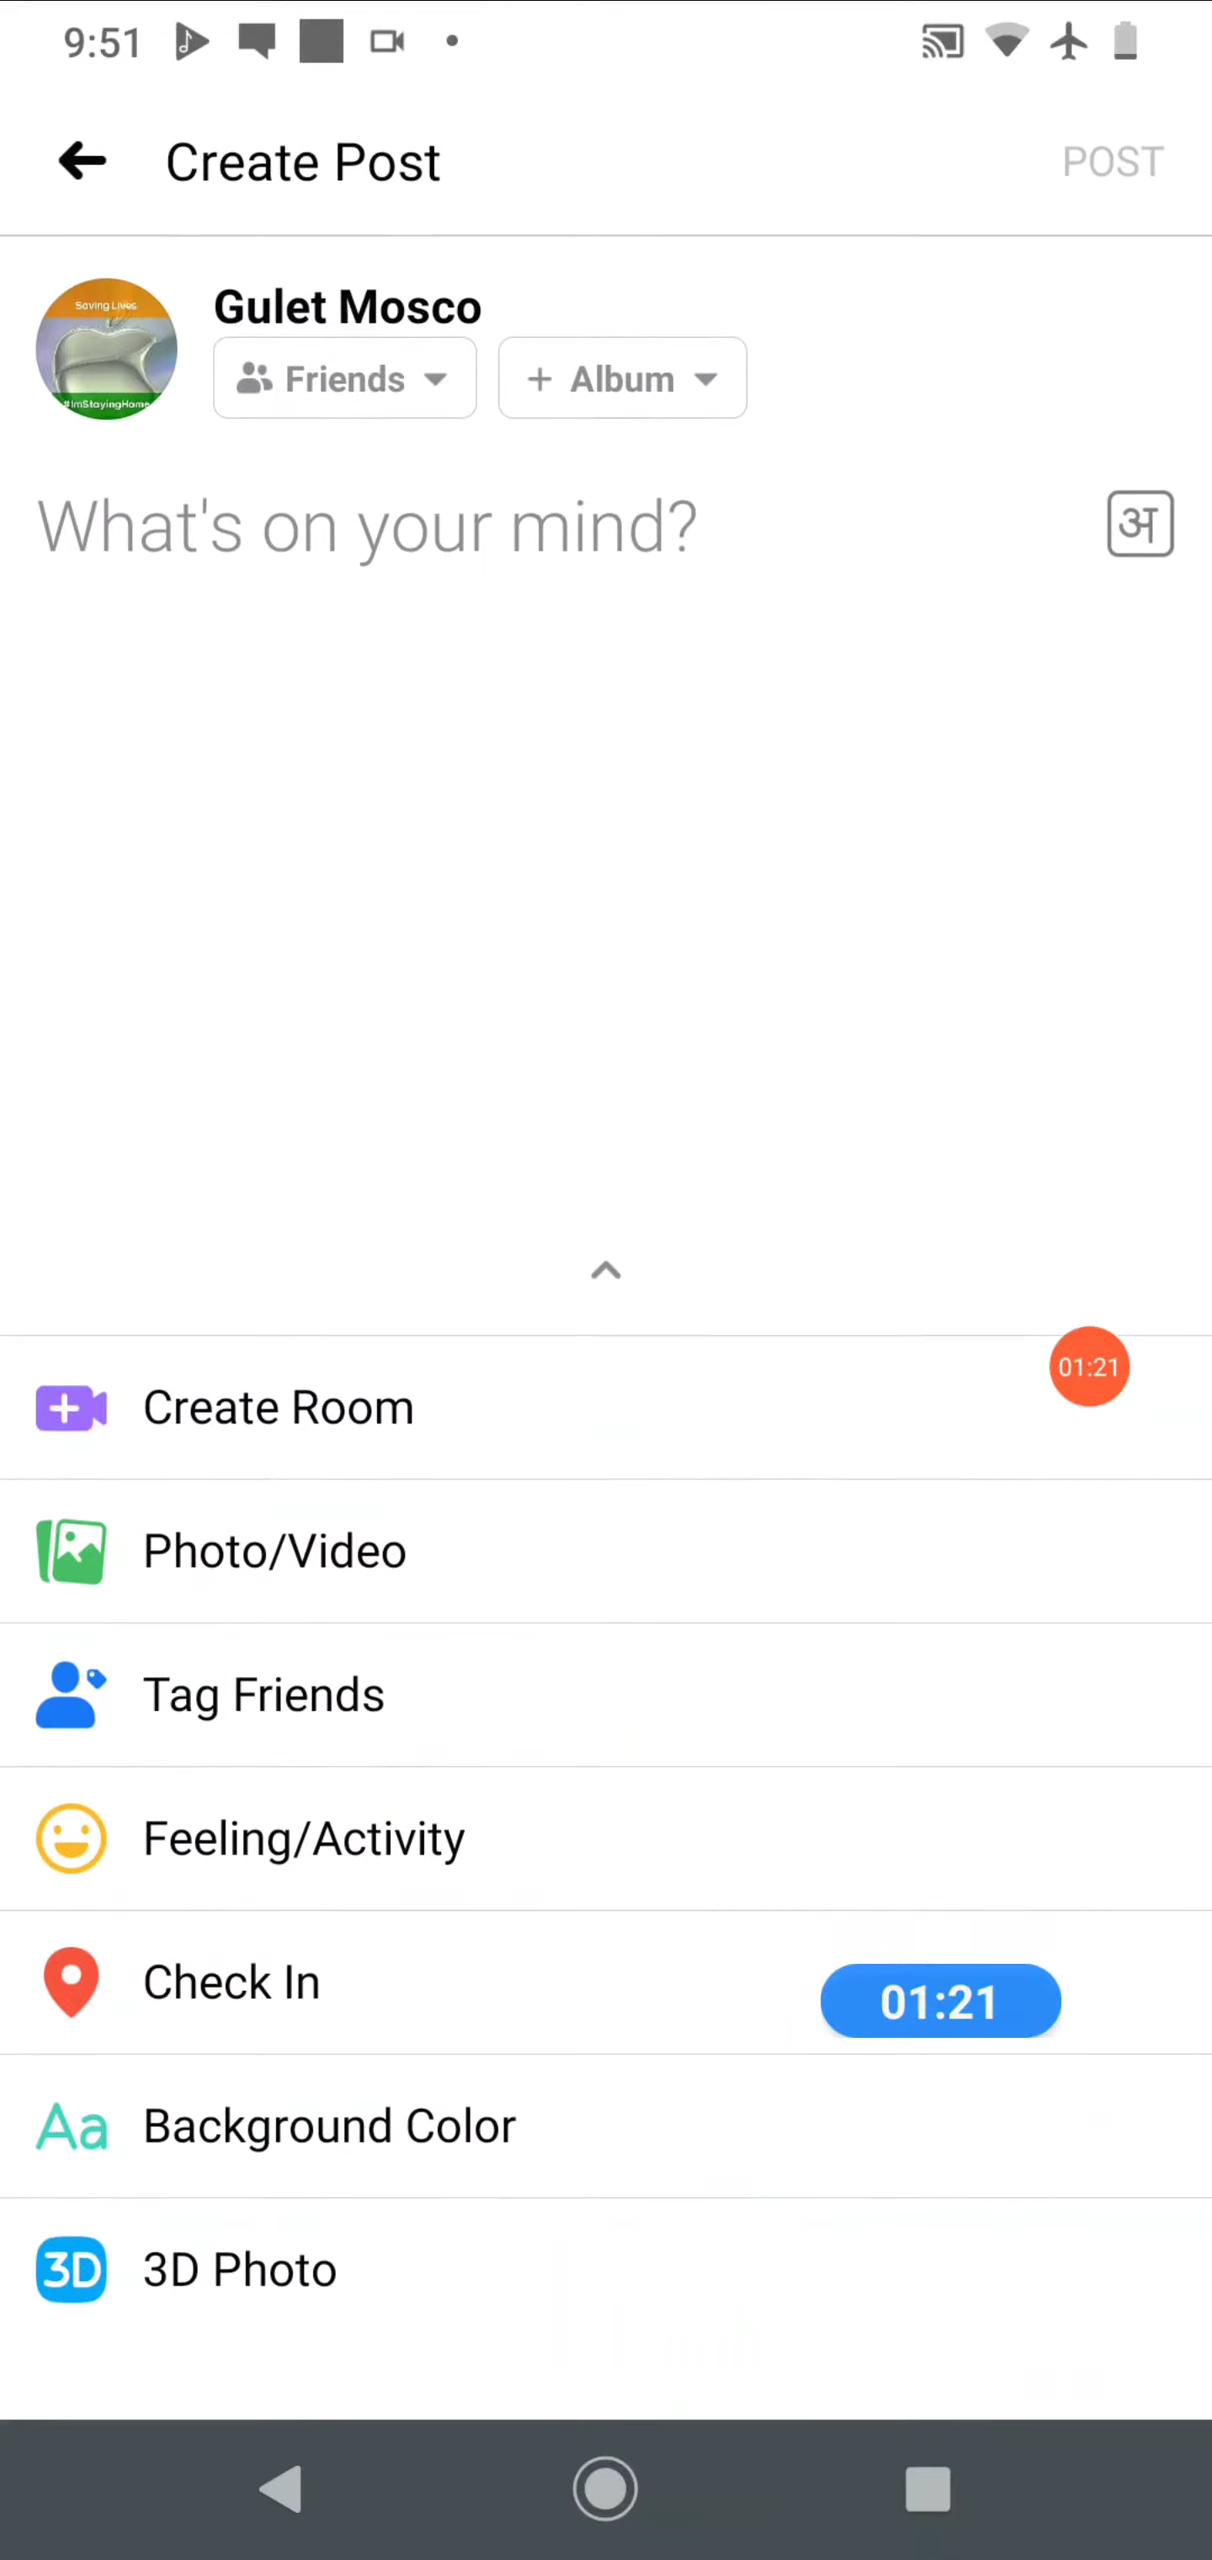 9:51
Create Post
POST
Saving Lives
#ImStayingHome
Gulet Mosco
Friends
+ Album
What's on your mind?
अ
Create Room
01:21
Photo/Video
Tag Friends
Feeling/Activity
Check In
01:21
Aa
Background Color
3D
3D Photo